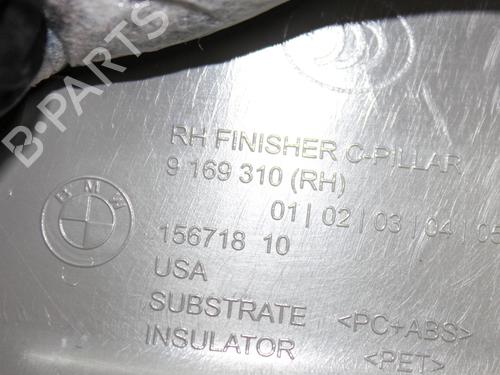 B-PARTS
RH FINISHER C-PILLAR
9 169 310 (RH)
01 | 02 | 03 | 04 05
BMW
156718 10
USA
SUBSTRATE <PC+ABS>
INSULATOR <PET>